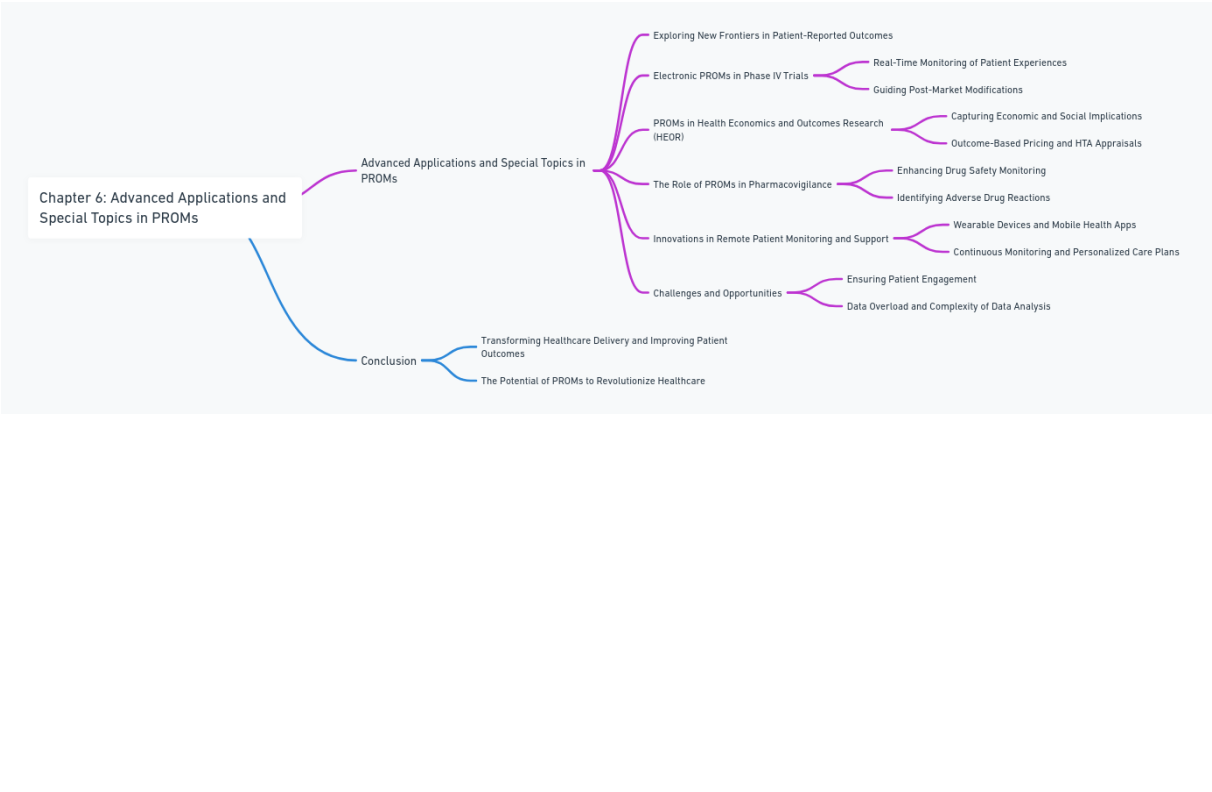 Chapter 6: Advanced Applications and
Special Topics in PROMs
Advanced Applications and Special Topics in
PROMs
Exploring New Frontiers in Patient-Reported Outcomes
Electronic PROMs in Phase IV Trials
Real-Time Monitoring of Patient Experiences
Guiding Post-Market Modifications
PROMs in Health Economics and Outcomes Research
(HEOR)
Capturing Economic and Social Implications
Outcome-Based Pricing and HTA Appraisals
The Role of PROMs in Pharmacovigilance
Enhancing Drug Safety Monitoring
Identifying Adverse Drug Reactions
Innovations in Remote Patient Monitoring and Support
Wearable Devices and Mobile Health Apps
Continuous Monitoring and Personalized Care Plans
Challenges and Opportunities
Ensuring Patient Engagement
Data Overload and Complexity of Data Analysis
Conclusion
Transforming Healthcare Delivery and Improving Patient
Outcomes
The Potential of PROMs to Revolutionize Healthcare